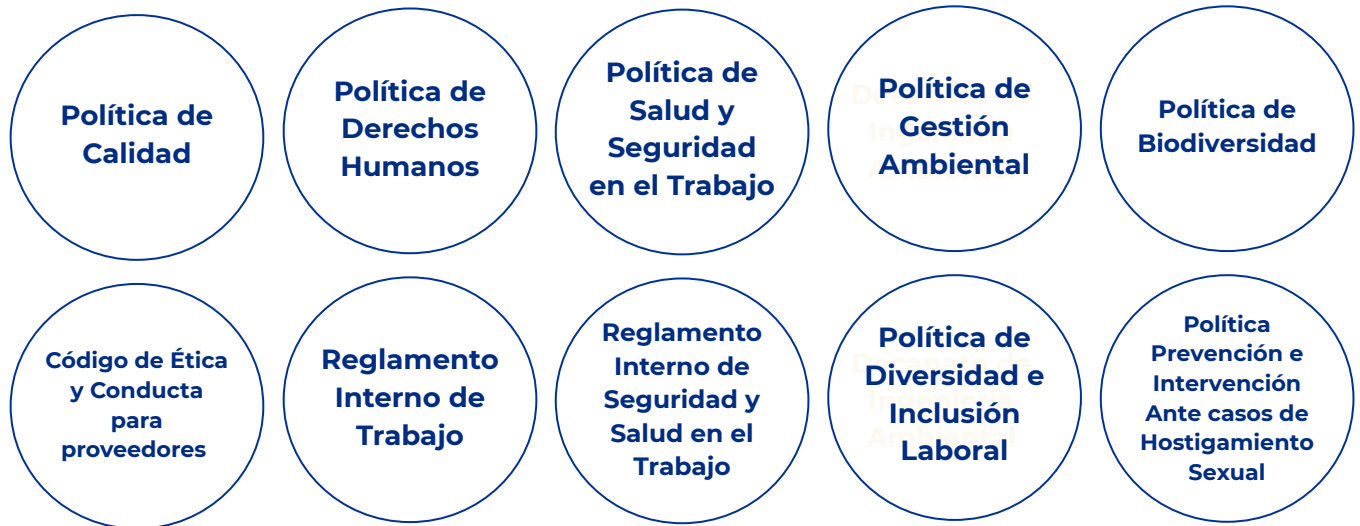 Política de
Calidad
Política de
Derechos
Humanos
Política de
Salud y
Seguridad
en el Trabajo
Política de
Gestión
Ambiental
Política de
Biodiversidad
Código de Ética
y Conducta
para
proveedores
Reglamento
Interno de
Trabajo
Reglamento
Interno de
Seguridad y
Salud en el
Trabajo
Política de
Diversidad e
Inclusión
Laboral
Política
Prevención e
Intervención
Ante casos de
Hostigamiento
Sexual